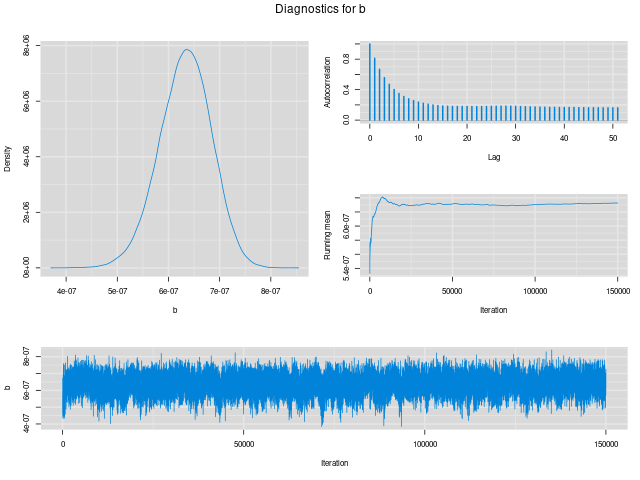 Diagnostics for b
Density
0e+00 2e+06 4e+06 6e+06 8e+06
4e-07 5e-07 6e-07 7e-07 8e-07
b
Autocorrelation
0.0 0.4 0.8
0 10 20 30 40 50
Lag
Running mean
5.4e-07 6.0e-07
0 50000 100000 150000
Iteration
b
4e-07 6e-07 8e-07
0 50000 100000 150000
Iteration